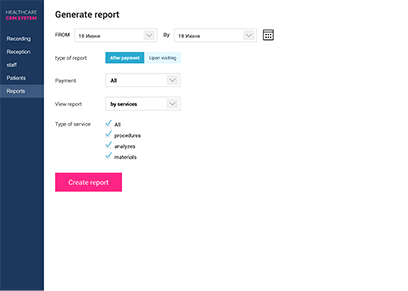 HEALTHCARE
CRM SYSTEM
Recording
Reception
staff
Patients
Reports
Generate report
FROM 19 Июня By 19 Июня
type of report After payment Upon visiting
Payment All
View report by services
Type of service All
procedures
analyzes
materials
Create report